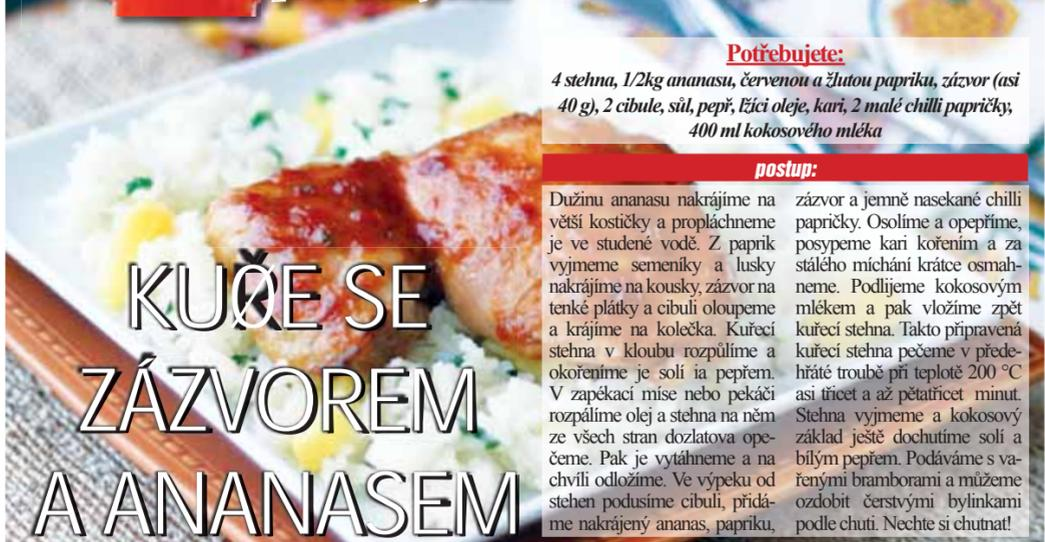 KUŘE SE
ZÁZVOREM
A ANANASEM
Potřebujete:
4 stehna, 1/2kg ananasu, červenou a žlutou papriku, zázvor (asi
40 g), 2 cibule, sůl, pepř, lžíci oleje, kari, 2 malé chilli papričky,
400 ml kokosového mléka
postup:
Dužinu ananasu nakrájíme na
větší kostičky a propláchneme
je ve studené vodě. Z paprik
vyjmeme semeníky a lusky
nakrájíme na kousky, zázvor na
tenké plátky a cibuli oloupeme
a krájíme na kolečka. Kuřecí
stehna v kloubu rozpůlíme a
okořeníme je solí ia pepřem.
V zapékací míse nebo pekáči
rozpálíme olej a stehna na něm
ze všech stran dozlatova ope-
čeme. Pak je vytáhneme a na
chvíli odložíme. Ve výpeku od
stehen podusíme cibuli, přidá-
me nakrájený ananas, papriku,
zázvor a jemně nasekané chilli
papričky. Osolíme a opepříme,
posypeme kari kořením a za
stálého míchání krátce osmah-
neme. Podlijeme kokosovým
mlékem a pak vložíme zpět
kuřecí stehna. Takto připravená
kuřecí stehna pečeme v přede-
hřáté troubě při teplotě 200 °C
asi třicet a až pětatřicet minut.
Stehna vyjmeme a kokosový
základ ještě dochutíme solí a
bílým pepřem. Podáváme s va-
řenými bramborami a můžeme
ozdobit čerstvými bylinkami
podle chuti. Nechte si chutnat!